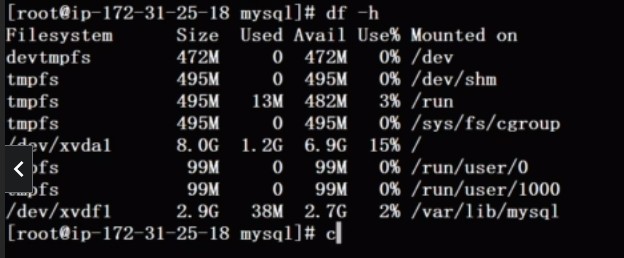 [root@ip-172-31-25-18 mysql]# df -h
Filesystem Size Used Avail Use% Mounted on
devtmpfs 472M 0 472M 0% /dev
tmpfs 495M 0 495M 0% /dev/shm
tmpfs 495M 13M 482M 3% /run
tmpfs 495M 0 495M 0% /sys/fs/cgroup
/dev/xvda1 8.0G 1.2G 6.9G 15% /
pfs 99M 0 99M 0% /run/user/0
tmpfs 99M 0 99M 0% /run/user/1000
/dev/xvdf1 2.9G 38M 2.7G 2% /var/lib/mysql
[root@ip-172-31-25-18 mysql]# c